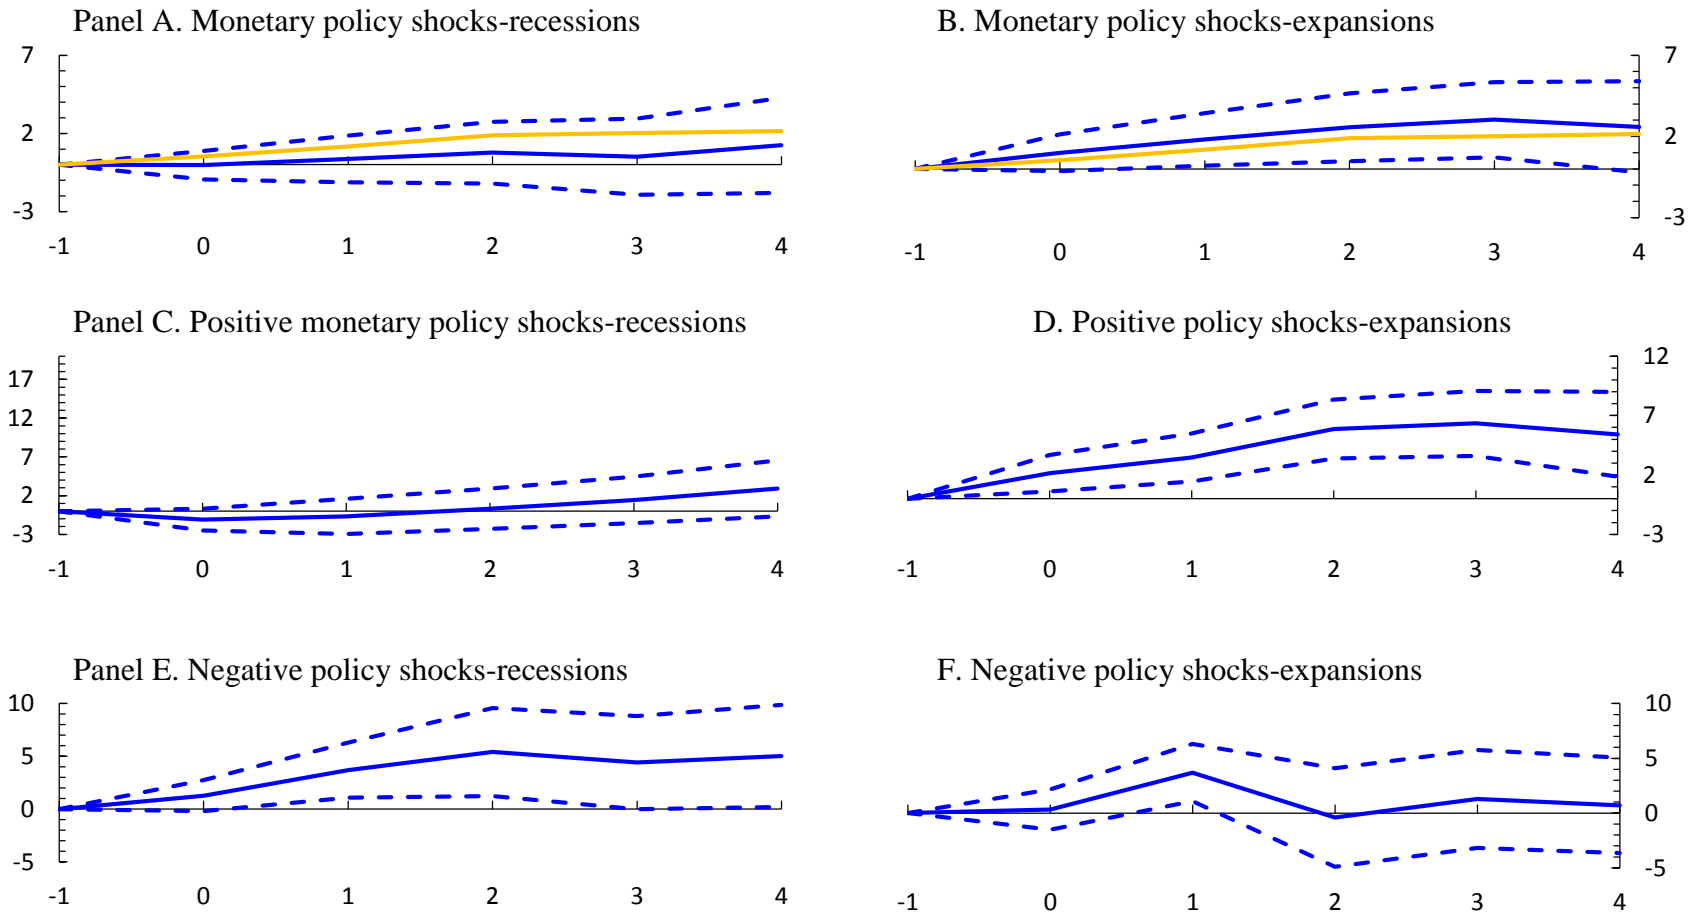 Panel A. Monetary policy shocks-recessions
7
2
-3
-1 0 1 2 3 4
B. Monetary policy shocks-expansions
7
2
-3
-1 0 1 2 3 4
Panel C. Positive monetary policy shocks-recessions
17
12
7
2
-3
-1 0 1 2 3 4
D. Positive policy shocks-expansions
12
7
2
-3
-1 0 1 2 3 4
Panel E. Negative policy shocks-recessions
10
5
0
-5
-1 0 1 2 3 4
F. Negative policy shocks-expansions
10
5
0
-5
-1 0 1 2 3 4